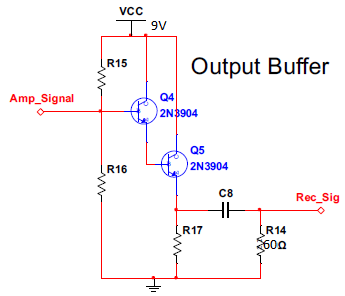 VCC
9V
R15
Output Buffer
Q4
Amp_Signal
2N3904
Q5
R16
2N3904
C8
Rec_Sig
R17
R14
60Ω